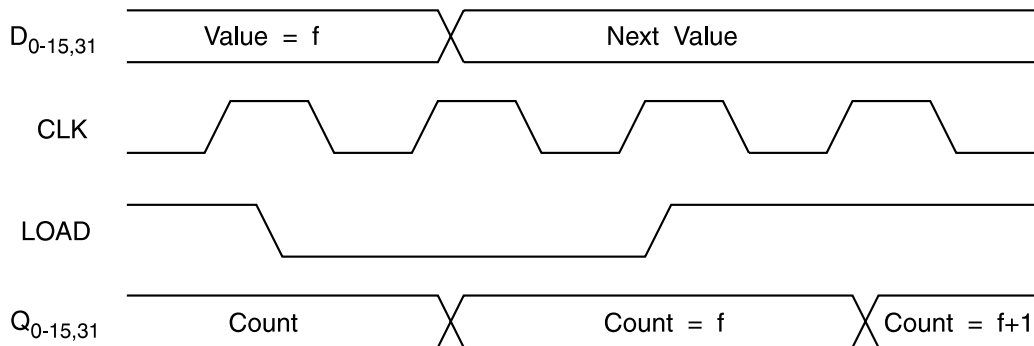 D0-15,31 Value = f Next Value
CLK
LOAD
Q0-15,31 Count Count = f Count = f+1